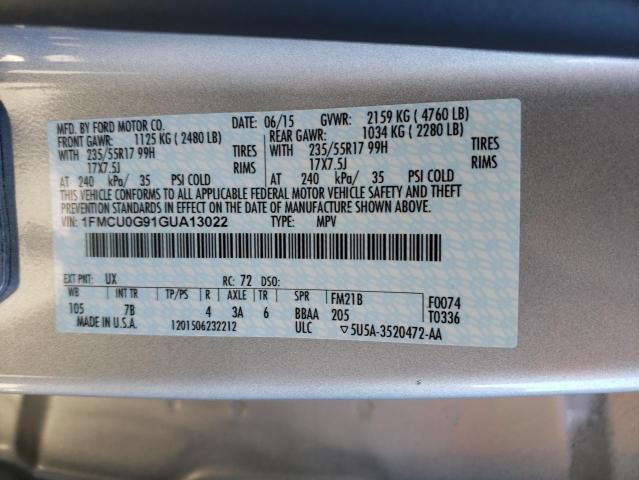 MFD. BY FORD MOTOR CO. DATE: 06/15 GVWR: 2159 KG ( 4760 LB)
FRONT GAWR: 1125 KG ( 2480 LB) REAR GAWR: 1034 KG ( 2280 LB)
WITH 235/55R17 99H TIRES WITH 235/55R17 99H TIRES
17X7.5J RIMS 17X7.5J RIMS
AT 240 kPa/ 35 PSI COLD AT 240 kPa/ 35 PSI COLD
THIS VEHICLE CONFORMS TO ALL APPLICABLE FEDERAL MOTOR VEHICLE SAFETY AND THEFT
PREVENTION STANDARDS IN EFFECT ON THE DATE OF MANUFACTURE SHOWN ABOVE.
VIN: 1FMCU0G91GUA13022 TYPE: MPV
EXT PNT: UX RC: 72 DSO:
WB INT TR TP/PS R AXLE TR SPR FM21B F0074
105 7B 4 3A 6 BBAA 205 T0336
MADE IN U.S.A. 1201506232212 ULC ▽5U5A-3520472-AA